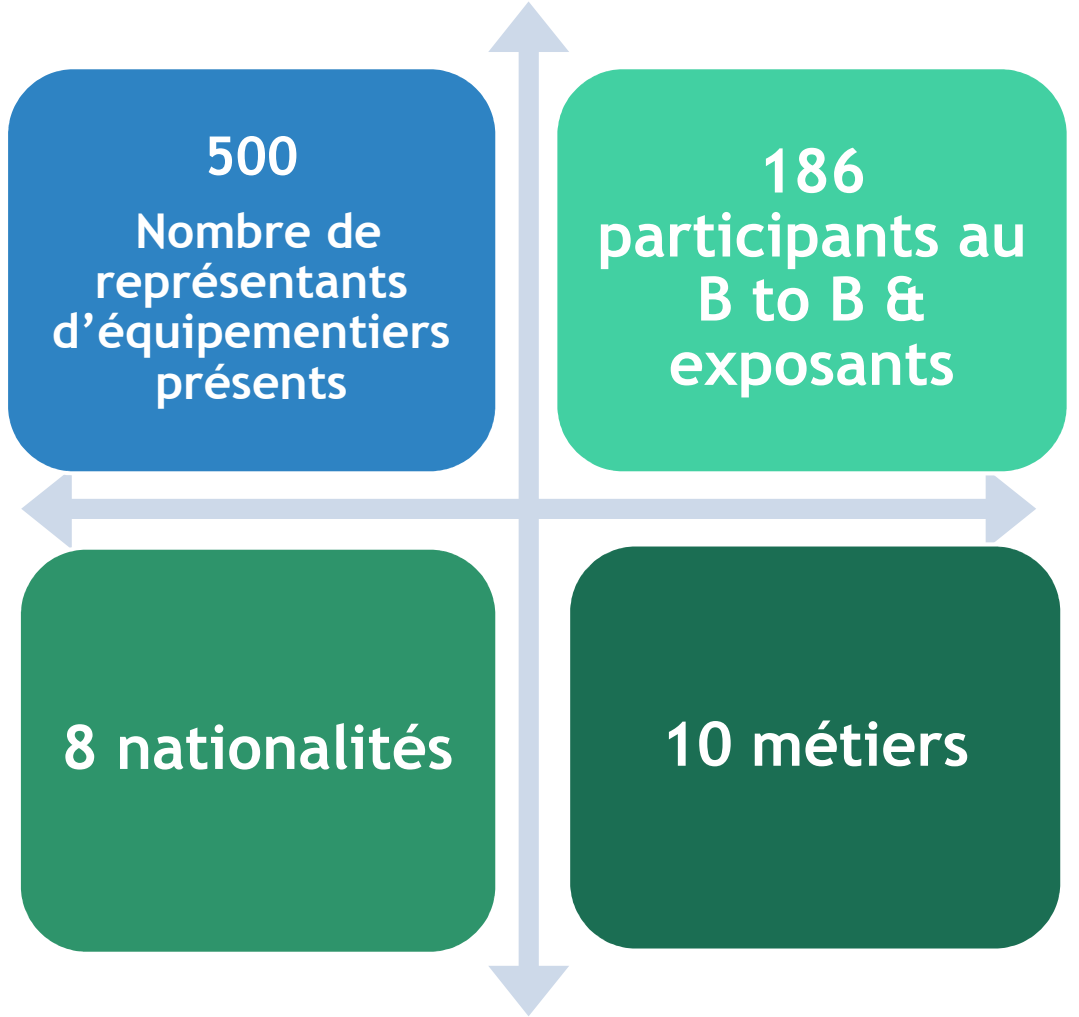 500
Nombre de
représentants
d’équipementiers
présents
186
participants au
B to B &
exposants
8 nationalités
10 métiers